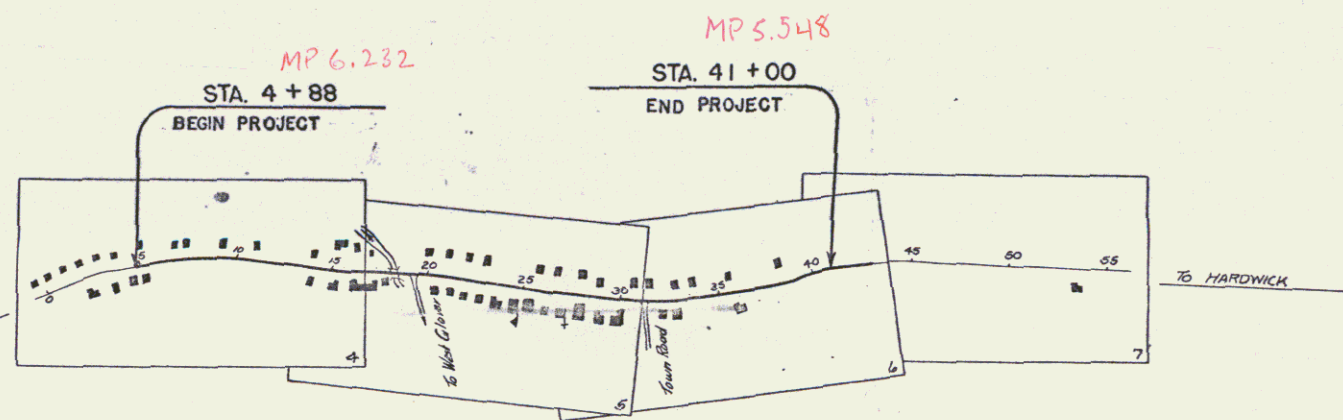 MP 6.232
MP 5.548
STA. 4 + 88
BEGIN PROJECT
STA. 41 + 00
END PROJECT
0
5
10
15
20
25
30
35
40
45
50
55
To West Glover
Town Road
TO HARDWICK
4
5
6
7